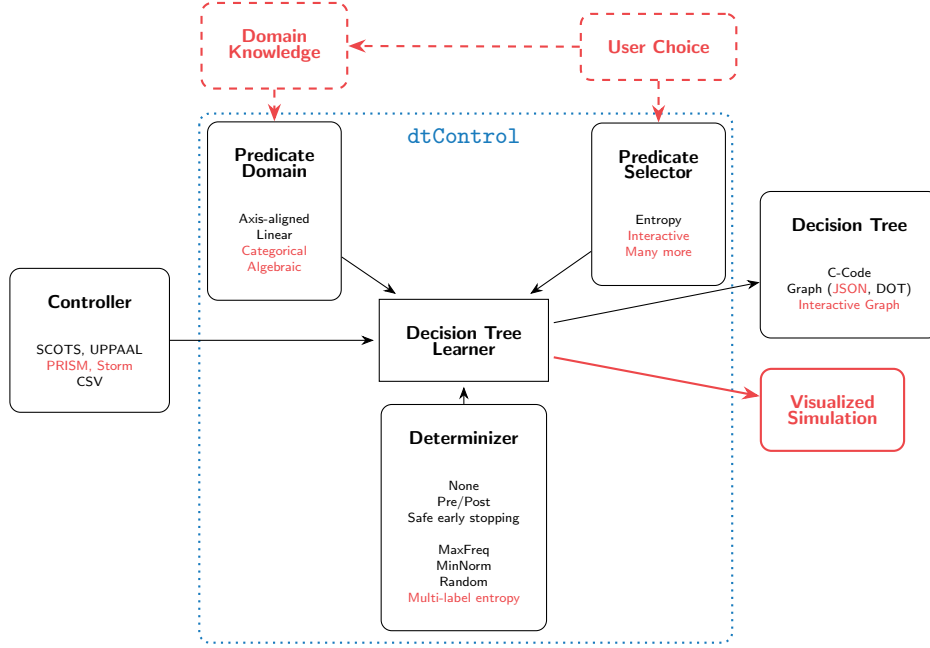 Domain
Knowledge
User Choice
dtControl
Predicate
Domain
Axis-aligned
Linear
Categorical
Algebraic
Predicate
Selector
Entropy
Interactive
Many more
Decision Tree
C-Code
Graph (JSON, DOT)
Interactive Graph
Controller
SCOTS, UPPAAL
PRISM, Storm
CSV
Decision Tree
Learner
Visualized
Simulation
Determinizer
None
Pre/Post
Safe early stopping
MaxFreq
MinNorm
Random
Multi-label entropy